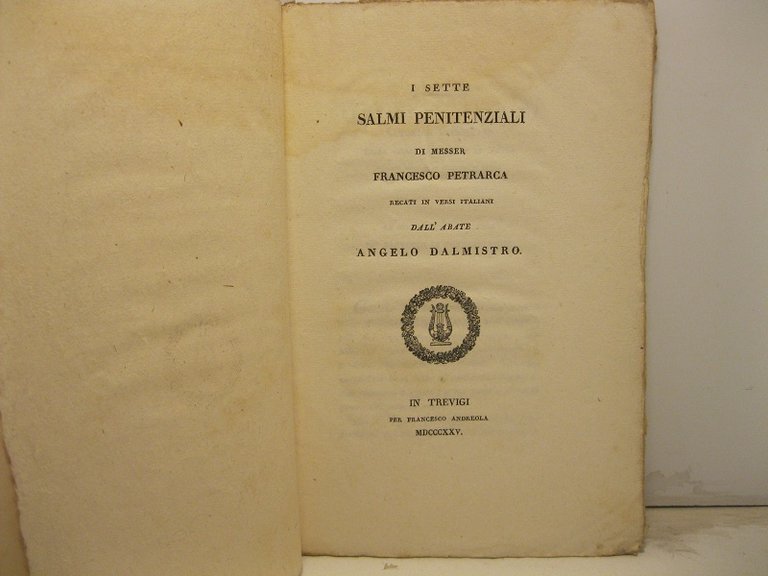 I SETTE
SALMI PENITENZIALI
DI MESSER
FRANCESCO PETRARCA
RECATI IN VERSI ITALIANI
DALL' ABATE
ANGELO DALMISTRO.
IN TREVIGI
PER FRANCESCO ANDREOLA
MDCCCXXV.